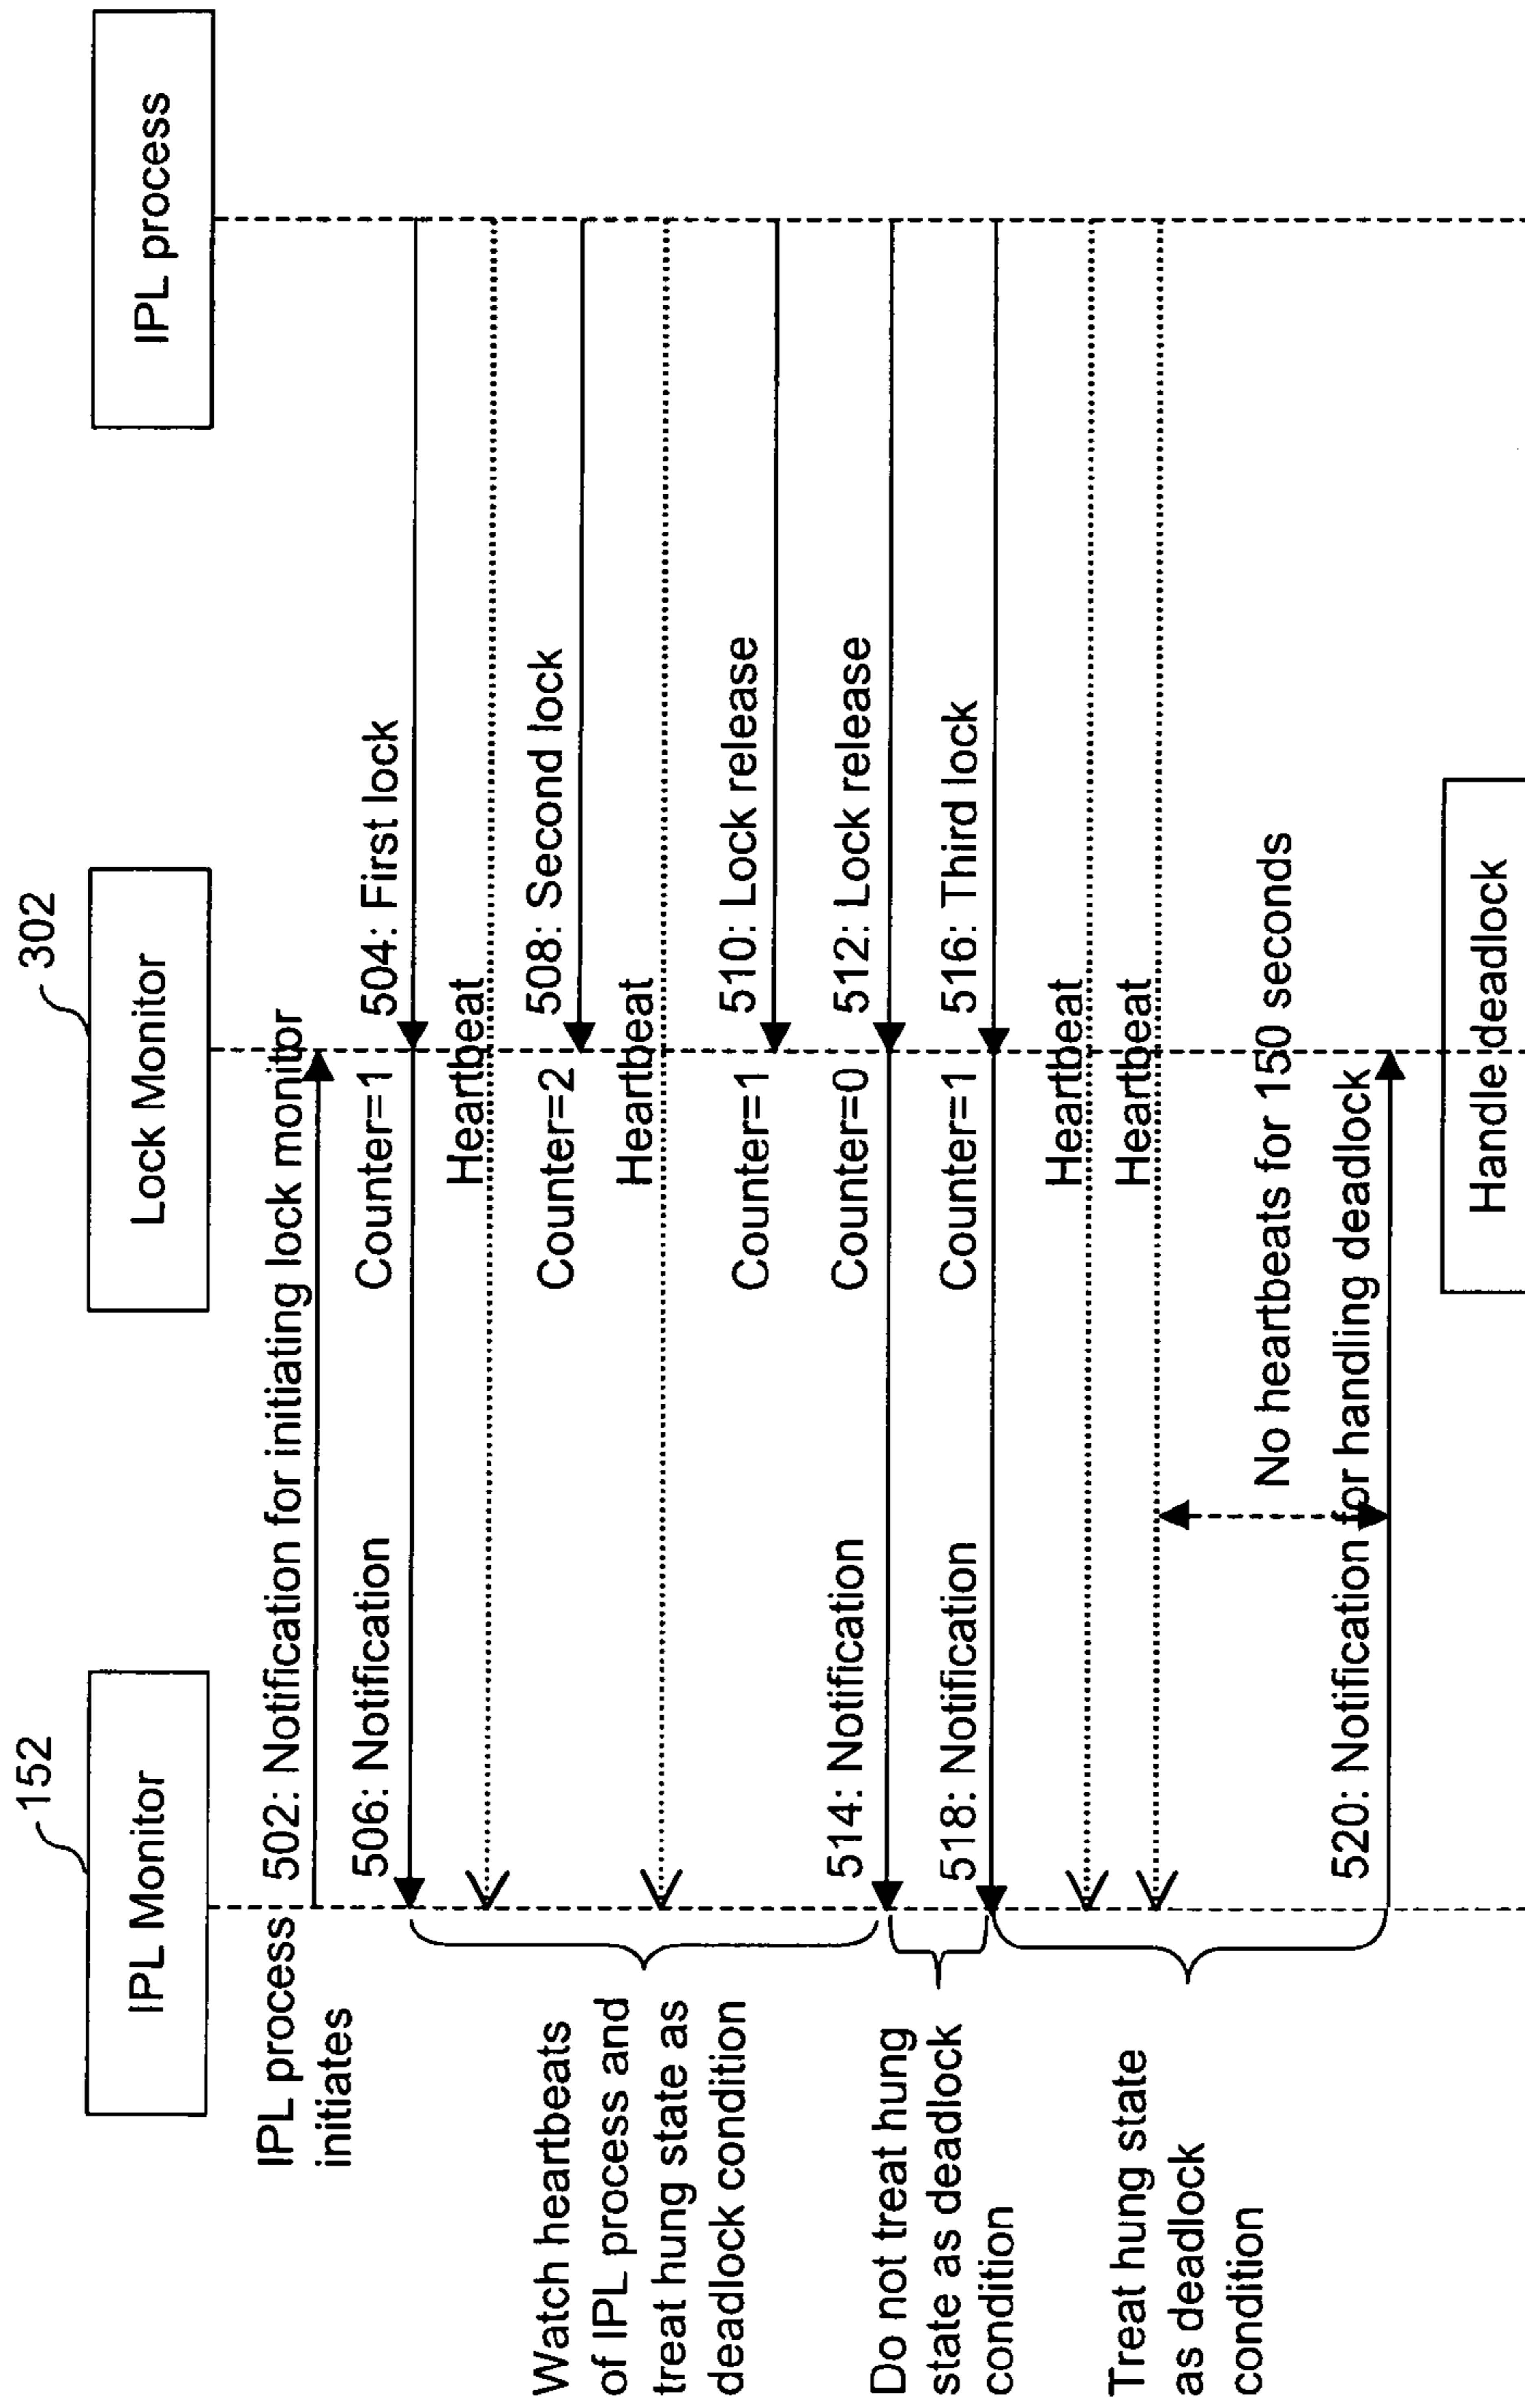 152
302
IPL Monitor
Lock Monitor
IPL process
IPL process
initiates
502: Notification for initiating lock monitor
506: Notification
Counter=1
504: First lock
Heartbeat
Watch heartbeats
of IPL process and
treat hung state as
deadlock condition
Counter=2
508: Second lock
Heartbeat
Counter=1
510: Lock release
514: Notification
Counter=0
512: Lock release
Do not treat hung
state as deadlock
condition
518: Notification
Counter=1
516: Third lock
Heartbeat
Heartbeat
Treat hung state
as deadlock
condition
No heartbeats for 150 seconds
520: Notification for handling deadlock
Handle deadlock